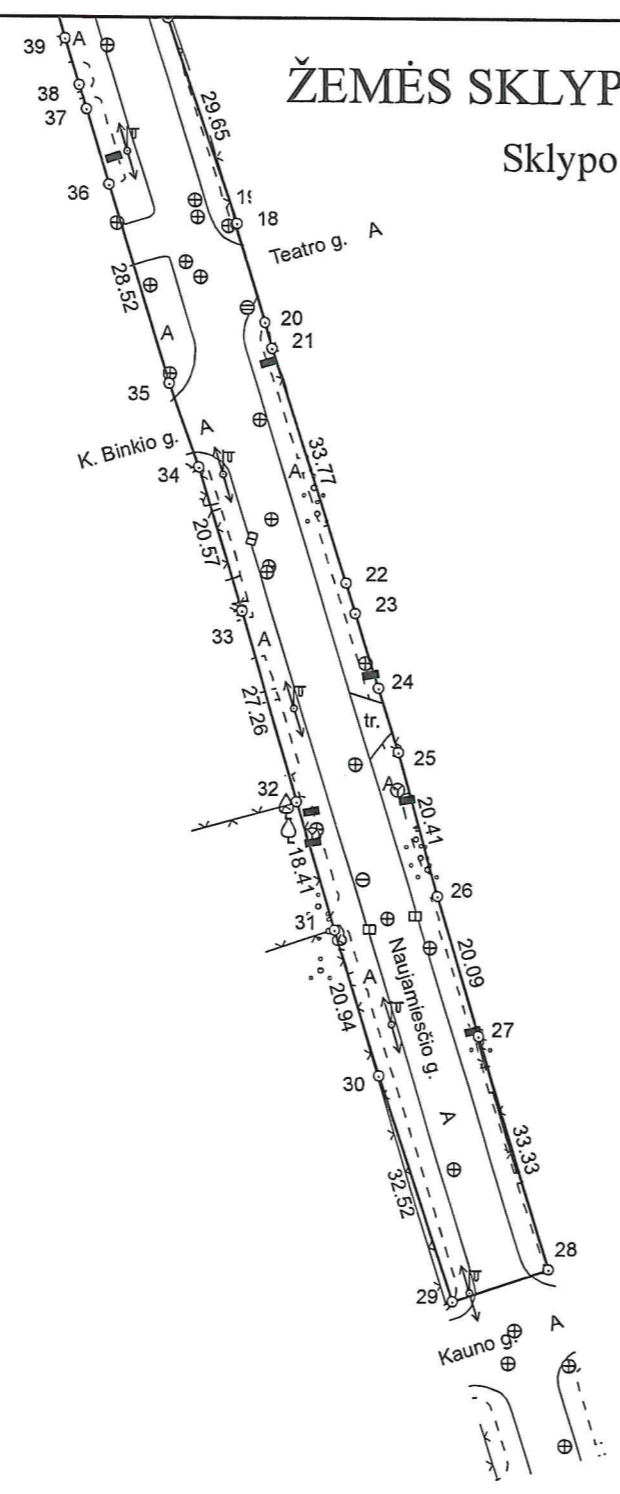 39
A
38
37
ŽEMĖS SKLYP
29.65
Sklypo
36
19
18
Teatro g. A
28.52
20
21
A
35
K. Binkio g. A
34
33.77
A
20.57
22
33
23
A
24
27.26
tr.
25
32
A
20.41
18.41
26
31
20.09
A
Naujamiesčio g.
20.94
27
30
A
33.33
32.52
28
29
Kauno g. A